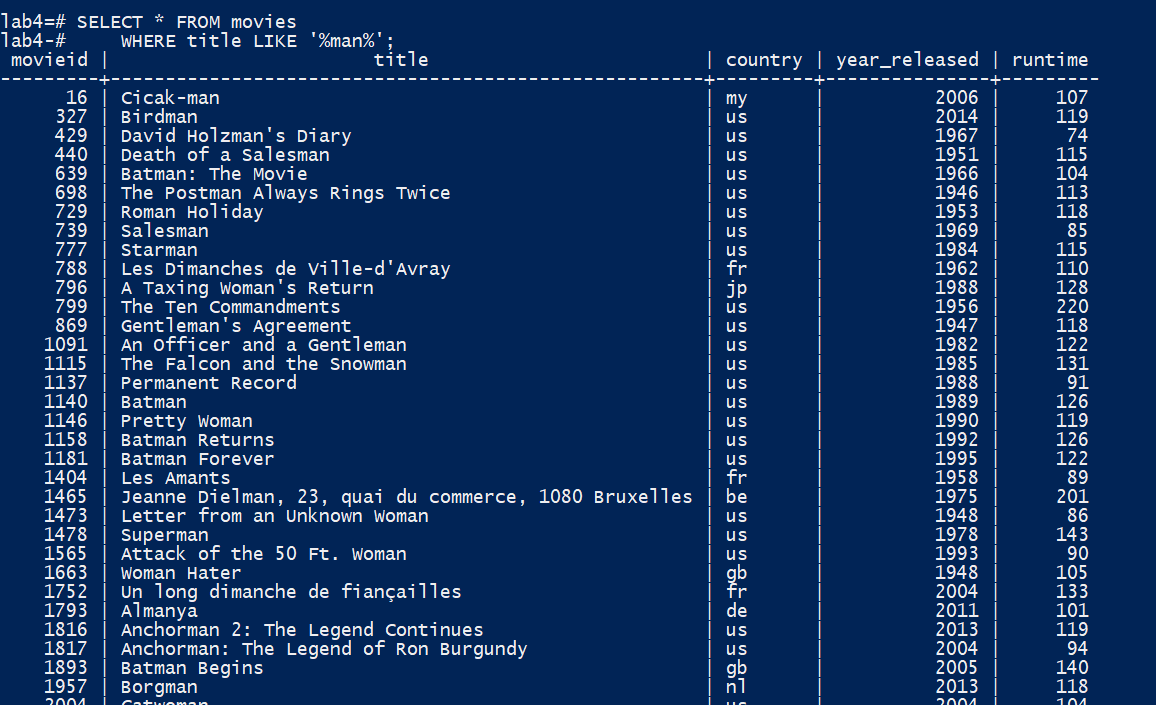 lab4=# SELECT * FROM movies
lab4-#     WHERE title LIKE '%man%';
 movieid |                        title                         | country | year_released | runtime
---------+------------------------------------------------------+---------+---------------+---------
      16 | Cicak-man                                            | my      |          2006 |     107
     327 | Birdman                                              | us      |          2014 |     119
     429 | David Holzman's Diary                                | us      |          1967 |      74
     440 | Death of a Salesman                                  | us      |          1951 |     115
     639 | Batman: The Movie                                    | us      |          1966 |     104
     698 | The Postman Always Rings Twice                       | us      |          1946 |     113
     729 | Roman Holiday                                        | us      |          1953 |     118
     739 | Salesman                                             | us      |          1969 |      85
     777 | Starman                                              | us      |          1984 |     115
     788 | Les Dimanches de Ville-d'Avray                       | fr      |          1962 |     110
     796 | A Taxing Woman's Return                              | jp      |          1988 |     128
     799 | The Ten Commandments                                 | us      |          1956 |     220
     869 | Gentleman's Agreement                                | us      |          1947 |     118
    1091 | An Officer and a Gentleman                           | us      |          1982 |     122
    1115 | The Falcon and the Snowman                           | us      |          1985 |     131
    1137 | Permanent Record                                     | us      |          1988 |      91
    1140 | Batman                                               | us      |          1989 |     126
    1146 | Pretty Woman                                         | us      |          1990 |     119
    1158 | Batman Returns                                       | us      |          1992 |     126
    1181 | Batman Forever                                       | us      |          1995 |     122
    1404 | Les Amants                                           | fr      |          1958 |      89
    1465 | Jeanne Dielman, 23, quai du commerce, 1080 Bruxelles | be      |          1975 |     201
    1473 | Letter from an Unknown Woman                         | us      |          1948 |      86
    1478 | Superman                                             | us      |          1978 |     143
    1565 | Attack of the 50 Ft. Woman                           | us      |          1993 |      90
    1663 | Woman Hater                                          | gb      |          1948 |     105
    1752 | Un long dimanche de fiançailles                      | fr      |          2004 |     133
    1793 | Almanya                                              | de      |          2011 |     101
    1816 | Anchorman 2: The Legend Continues                    | us      |          2013 |     119
    1817 | Anchorman: The Legend of Ron Burgundy                | us      |          2004 |      94
    1893 | Batman Begins                                        | gb      |          2005 |     140
    1957 | Borgman                                              | nl      |          2013 |     118
    2004 | Catwoman                                             | us      |          2004 |     104